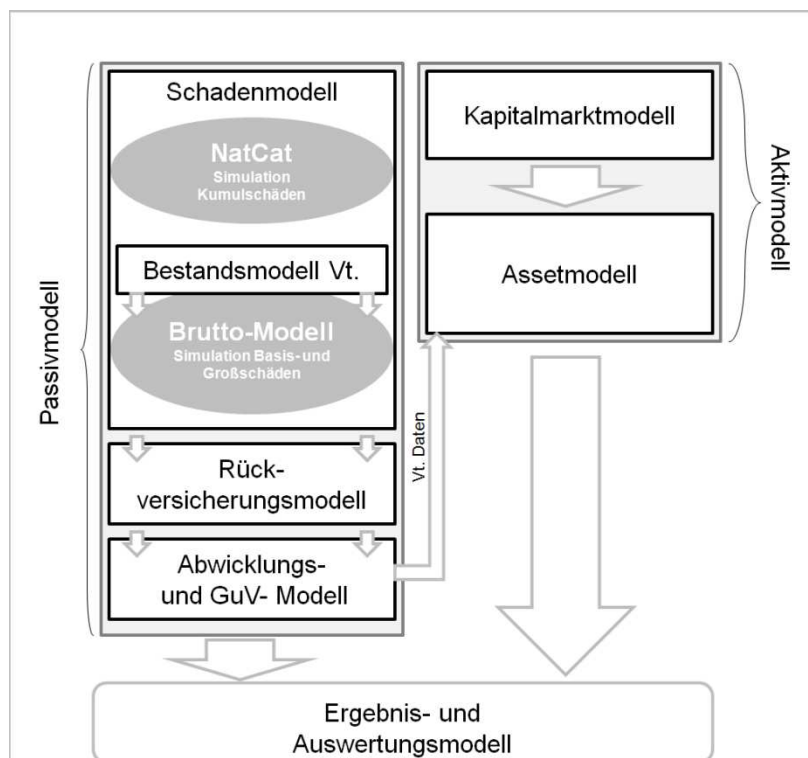 Passivmodell
Schadenmodell
NatCat
Simulation
Kumulschäden
Bestandsmodell Vt.
Brutto-Modell
Simulation Basis- und
Großschäden
Rück-
versicherungsmodell
Abwicklungs-
und GuV- Modell
Vt. Daten
Kapitalmarktmodell
Assetmodell
Aktivmodell
Ergebnis- und
Auswertungsmodell